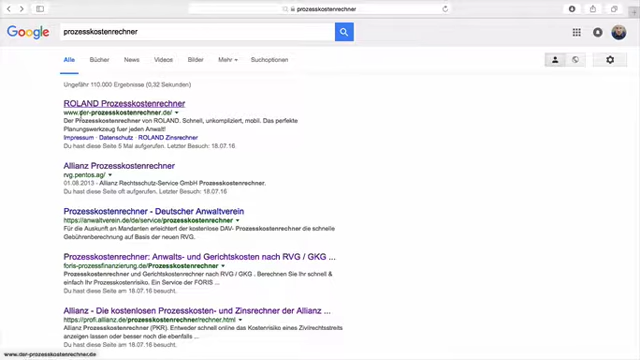 prozesskostenrechner
Google
prozesskostenrechner
Alle Bücher News Videos Bilder Mehr Suchoptionen
Ungefähr 110.000 Ergebnisse (0,32 Sekunden)
ROLAND Prozesskostenrechner
www.der-prozesskostenrechner.de/
Der Prozesskostenrechner von ROLAND. Schnell, unkompliziert, mobil. Das perfekte
Planungswerkzeug fuer jeden Anwalt!
Impressum - Datenschutz - ROLAND Zinsrechner
Du hast diese Seite 5 Mal aufgerufen. Letzter Besuch: 18.07.16
Allianz Prozesskostenrechner
rvg.pentos.ag/
01.08.2013 - Allianz Rechtsschutz-Service GmbH Prozesskostenrechner.
Du hast diese Seite oft aufgerufen. Letzter Besuch: 18.07.16
Prozesskostenrechner - Deutscher Anwaltverein
https://anwaltverein.de/de/service/prozesskostenrechner
Für die Auskunft an Mandanten erleichtert der kostenlose DAV- Prozesskostenrechner die schnelle
Gebührenberechnung auf Basis der neuen RVG.
Prozesskostenrechner: Anwalts- und Gerichtskosten nach RVG / GKG ...
foris-prozessfinanzierung.de/Prozesskostenrechner
Prozesskostenrechner und Gerichtskosten nach RVG / GKG . Berechnen Sie Ihr schnell &
einfach Ihr Prozesskosten-Risiko. Ein Service der FORIS ...
Du hast diese Seite am 18.07.16 besucht.
Allianz - Die kostenlosen Prozesskosten- und Zinsrechner der Allianz ...
https://profi.allianz.de/prozesskostenrechner/rechner.html
Allianz Prozesskostenrechner (PKR). Entweder schnell online das Kostenrisiko eines Zivilrechtsstreits
anzeigen lassen oder besser noch die ebenfalls ...
Du hast diese Seite am 18.07.16 besucht.
www.der-prozesskostenrechner.de